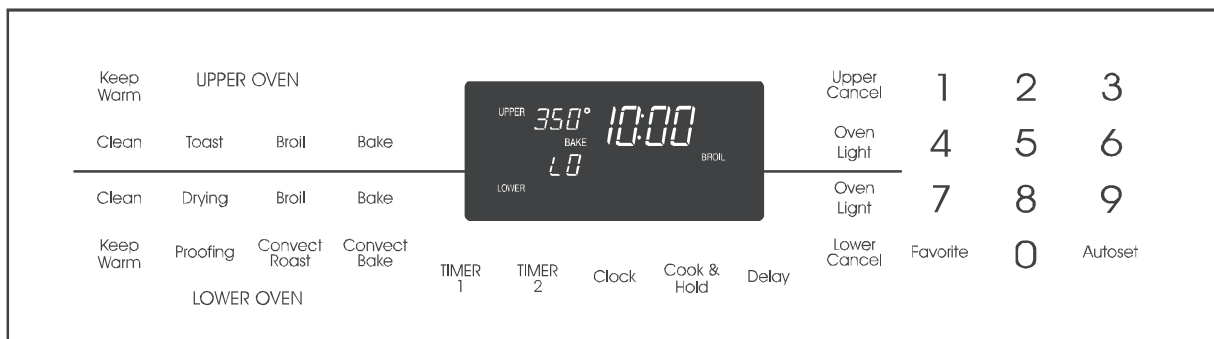 Keep
Warm
UPPER OVEN
Clean
Toast
Broil
Bake
Clean
Drying
Broil
Bake
Keep
Warm
Proofing
Convect
Roast
Convect
Bake
LOWER OVEN
UPPER
350°
10:00
BAKE
BROIL
LO
LOWER
TIMER
1
TIMER
2
Clock
Cook &
Hold
Delay
Upper
Cancel
Oven
Light
Oven
Lignt
Lower
Cancel
1 2 3
4 5 6
7 8 9
Favorite 0 Autoset